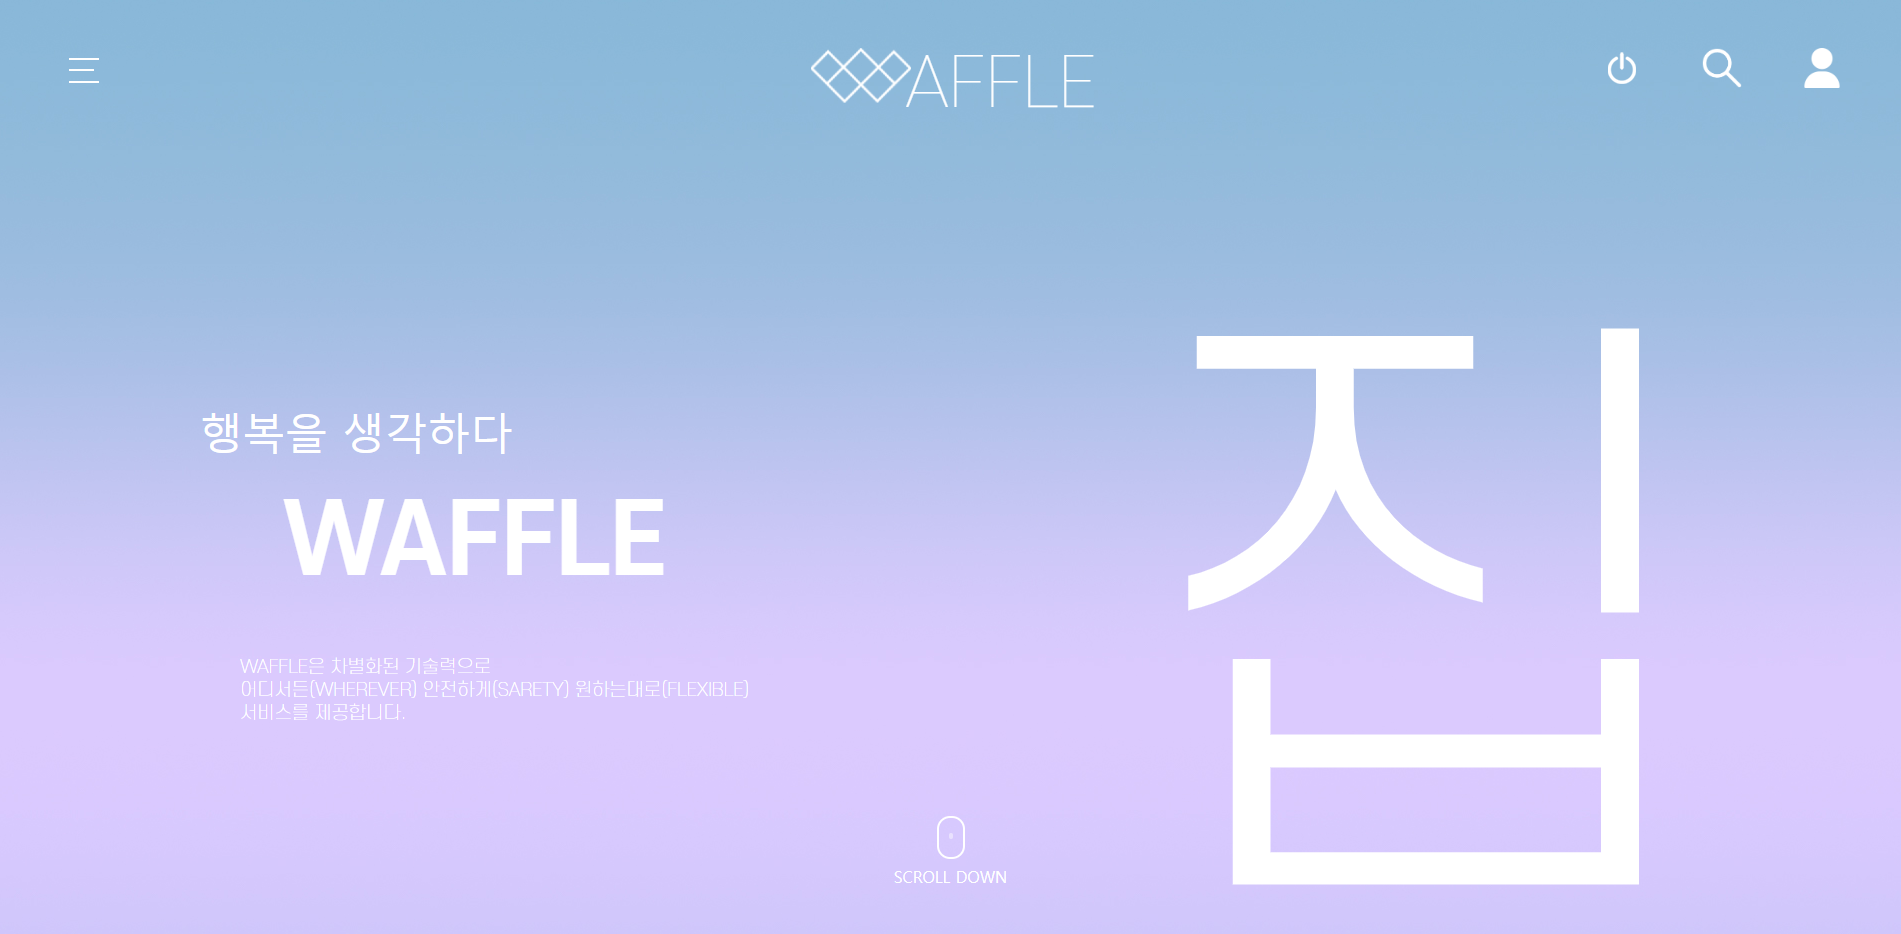 WAFFLE
행복을 생각하다
WAFFLE
WAFFLE은 차별화된 기술력으로
어디서든(WHEREVER) 안전하게(SARETY) 원하는대로(FLEXIBLE)
서비스를 제공합니다.
집
SCROLL DOWN